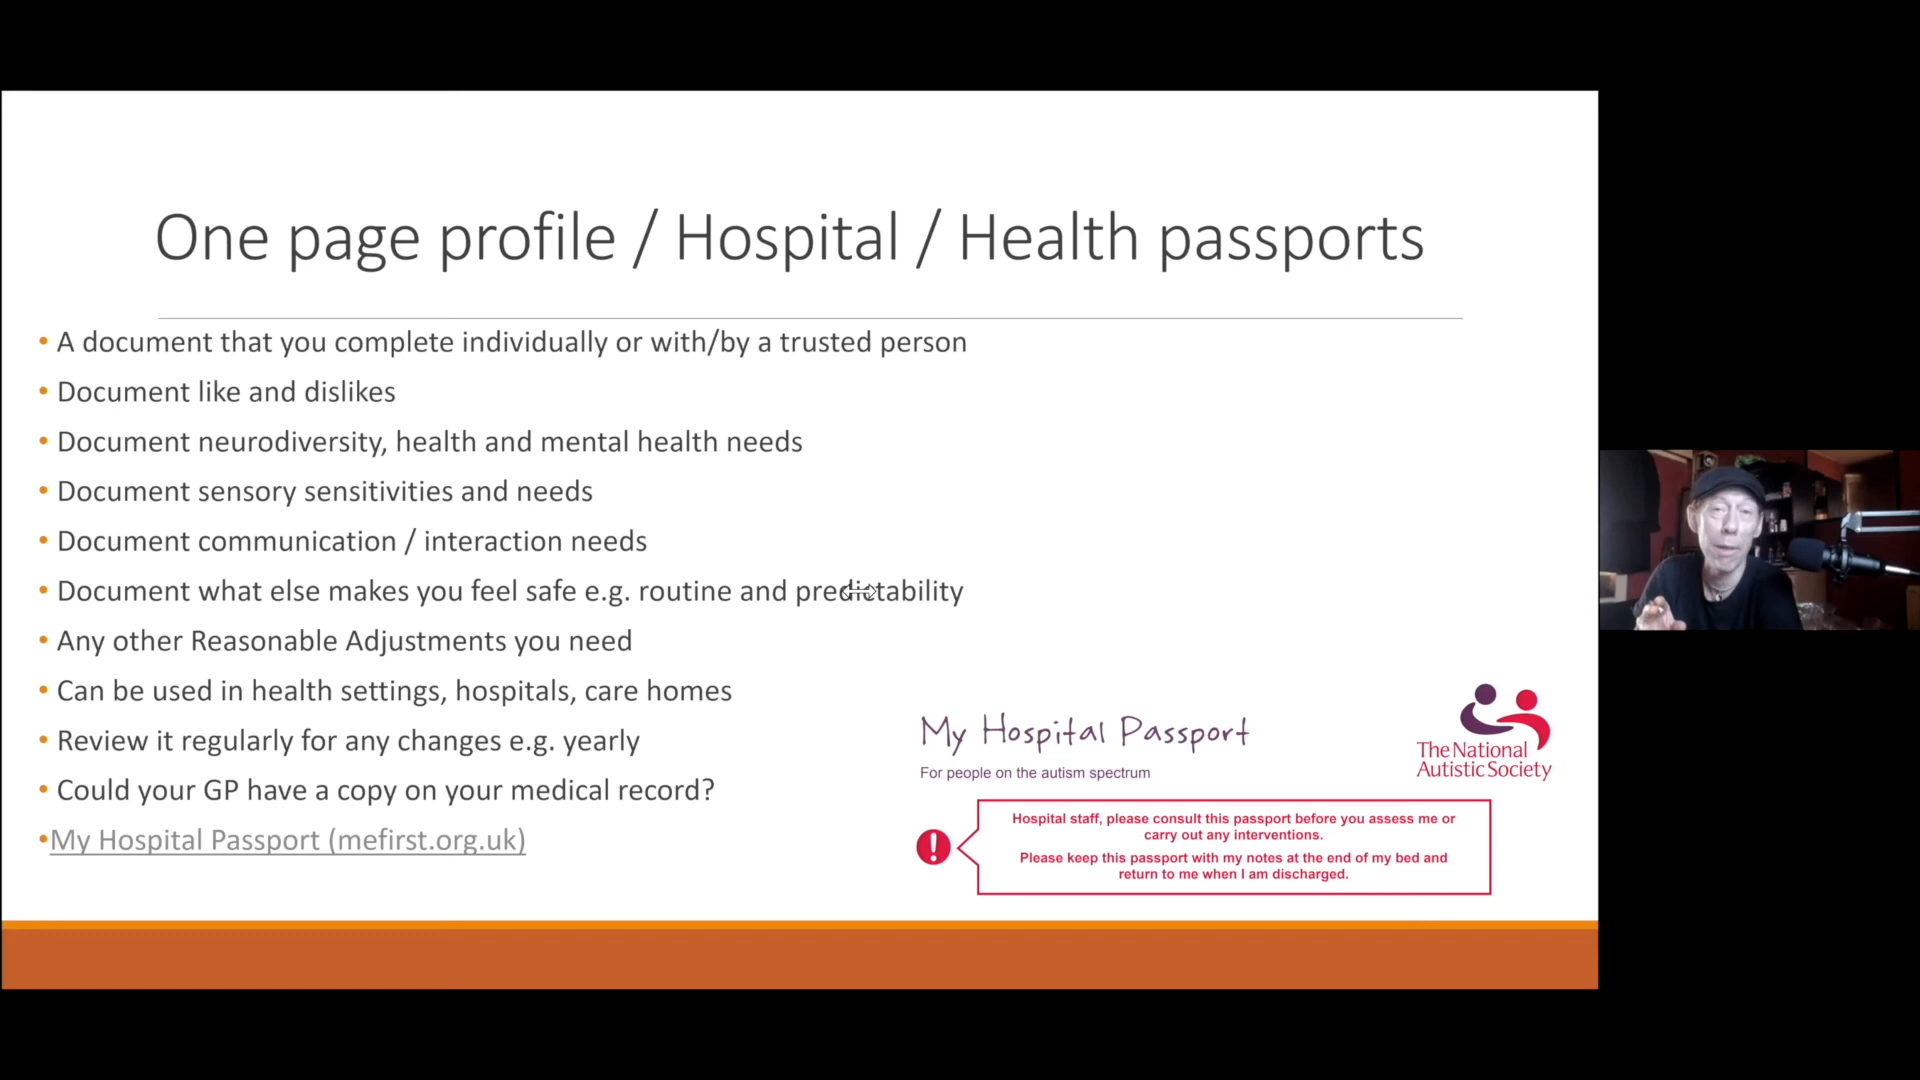 One page profile / Hospital / Health passports
• A document that you complete individually or with/by a trusted person
• Document like and dislikes
• Document neurodiversity, health and mental health needs
• Document sensory sensitivities and needs
• Document communication / interaction needs
• Document what else makes you feel safe e.g. routine and predictability
• Any other Reasonable Adjustments you need
• Can be used in health settings, hospitals, care homes
• Review it regularly for any changes e.g. yearly
• Could your GP have a copy on your medical record?
•My Hospital Passport (mefirst.org.uk)
My Hospital Passport
For people on the autism spectrum
The National
Autistic Society
Hospital staff, please consult this passport before you assess me or
carry out any interventions.
Please keep this passport with my notes at the end of my bed and
return to me when I am discharged.